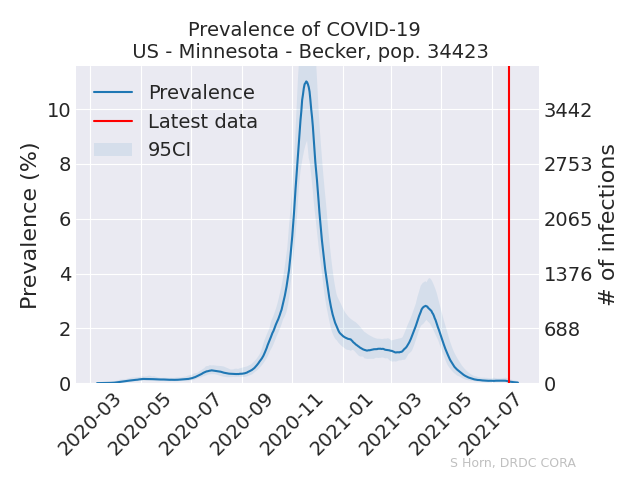 Prevalence of COVID-19
US - Minnesota - Becker, pop. 34423
Prevalence
Latest data
95CI
Prevalence (%)
10
8
6
4
2
0
3442
2753
2065
1376
688
0
# of infections
2020-03
2020-05
2020-07
2020-09
2020-11
2021-01
2021-03
2021-05
2021-07
S Horn, DRDC CORA